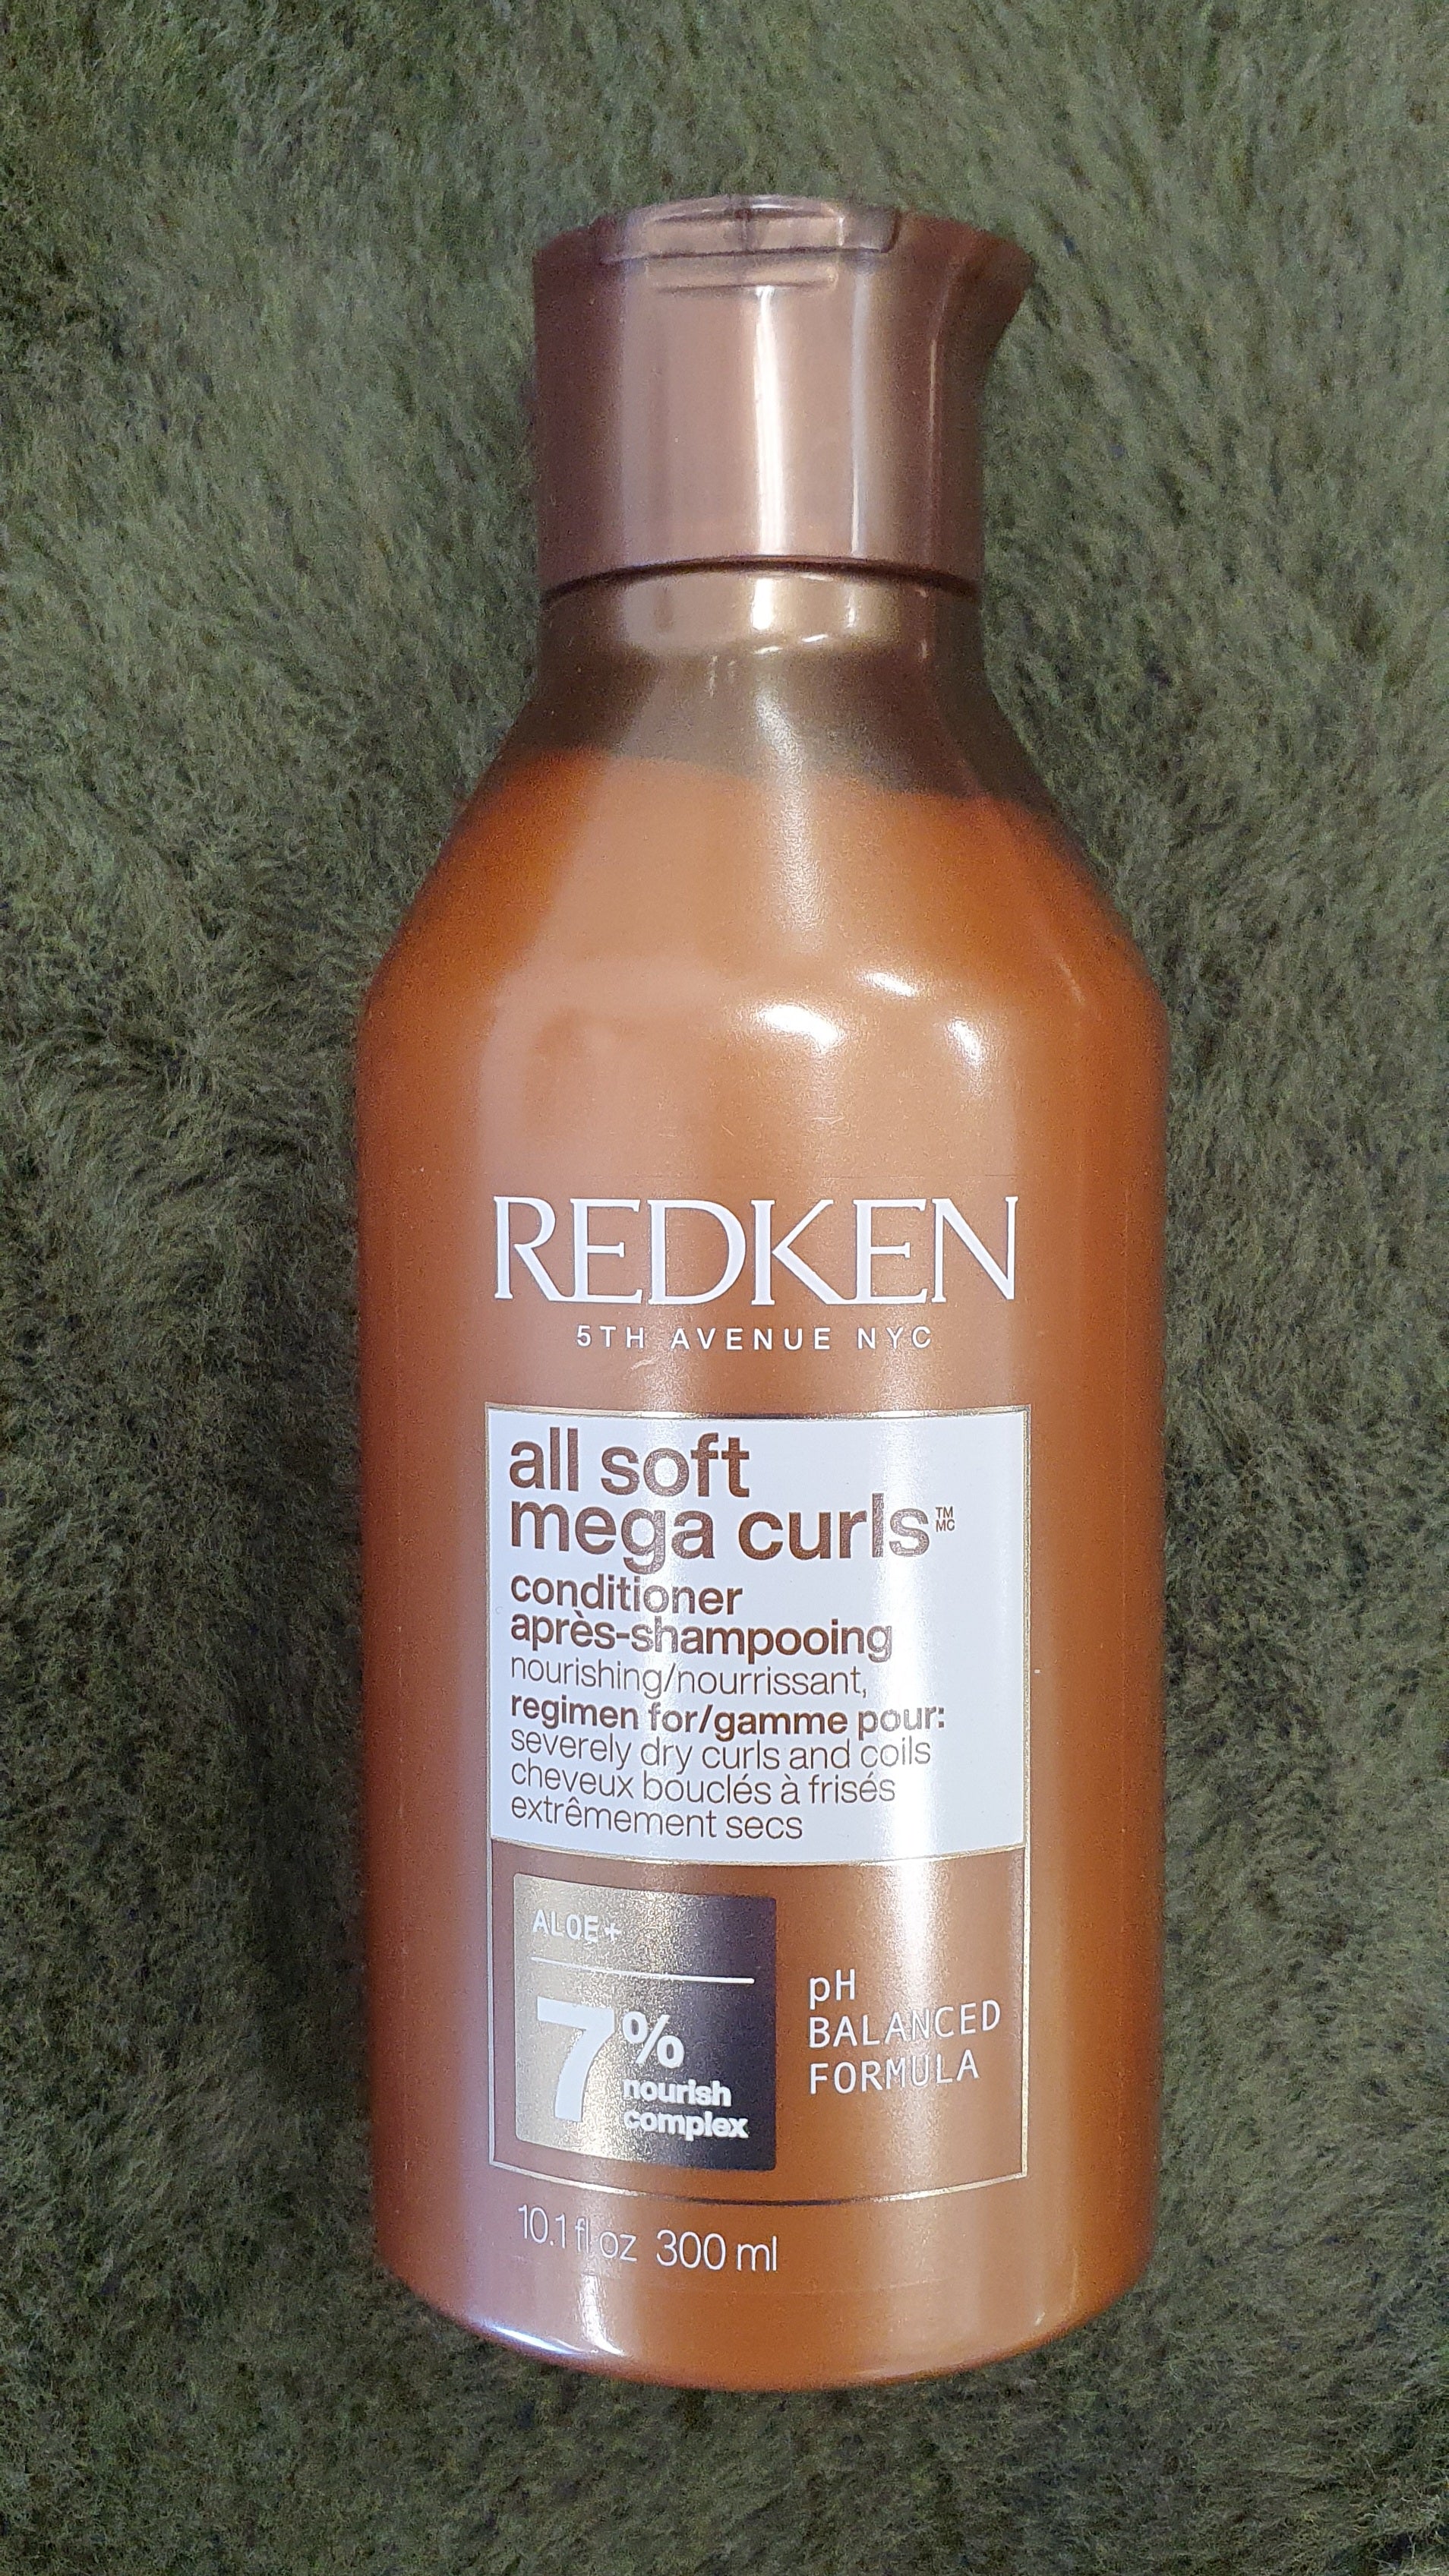 REDKEN
5TH AVENUE NYC
all soft
mega curls™ MC
conditioner
après-shampooing
nourishing/nourrissant,
regimen for/gamme pour:
severely dry curls and coils
cheveux bouclés à frisés
extrêmement secs
ALOE+
7%
nourish
complex
pH
BALANCED
FORMULA
10.1 fl oz 300 ml